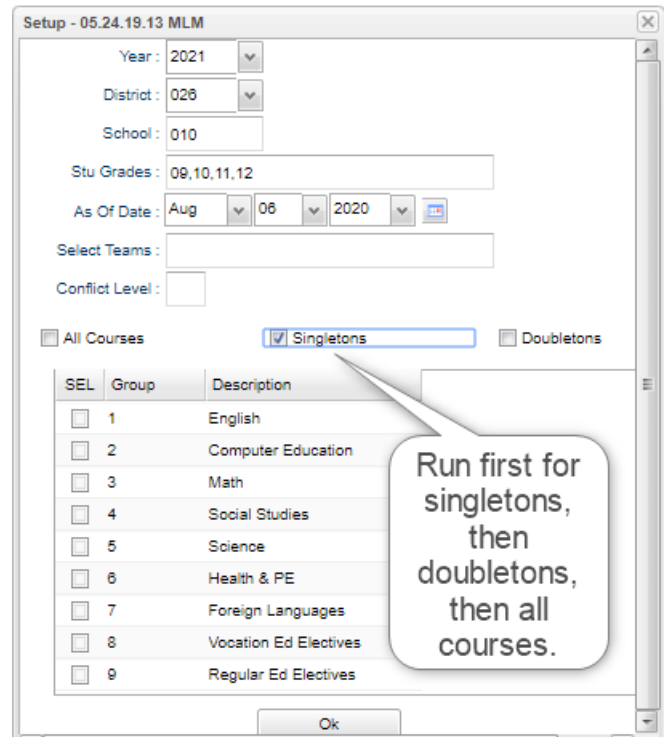 Setup - 05.24.19.13 MLM
Year : 2021
District : 026
School : 010
Stu Grades : 09,10,11,12
As Of Date : Aug 06 2020
Select Teams :
Conflict Level :
All Courses Singletons Doubletons
SEL Group Description
1 English
2 Computer Education
3 Math
4 Social Studies
5 Science
6 Health & PE
7 Foreign Languages
8 Vocation Ed Electives
9 Regular Ed Electives
Run first for
singletons,
then
doubletons,
then all
courses.
Ok